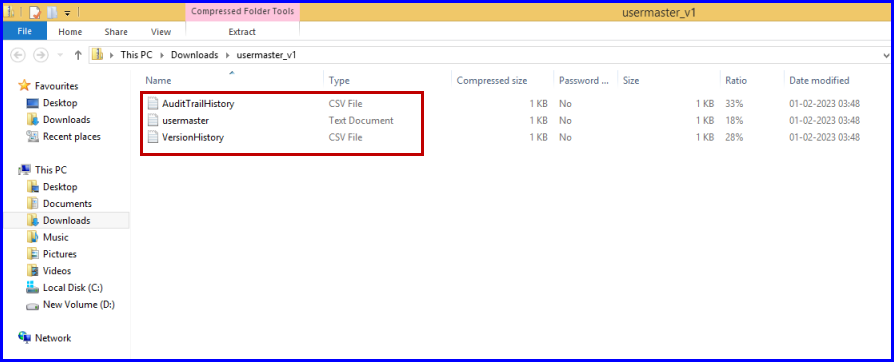 Compressed Folder Tools
usermaster_v1
File Home Share View Extract
This PC Downloads usermaster_v1
Name Type Compressed size Password ... Size Ratio Date modified
AuditTrailHistory CSV File 1 KB No 1 KB 33% 01-02-2023 03:48
usermaster Text Document 1 KB No 1 KB 18% 01-02-2023 03:48
VersionHistory CSV File 1 KB No 1 KB 28% 01-02-2023 03:48
Favourites
Desktop
Downloads
Recent places
This PC
Desktop
Documents
Downloads
Music
Pictures
Videos
Local Disk (C:)
New Volume (D:)
Network